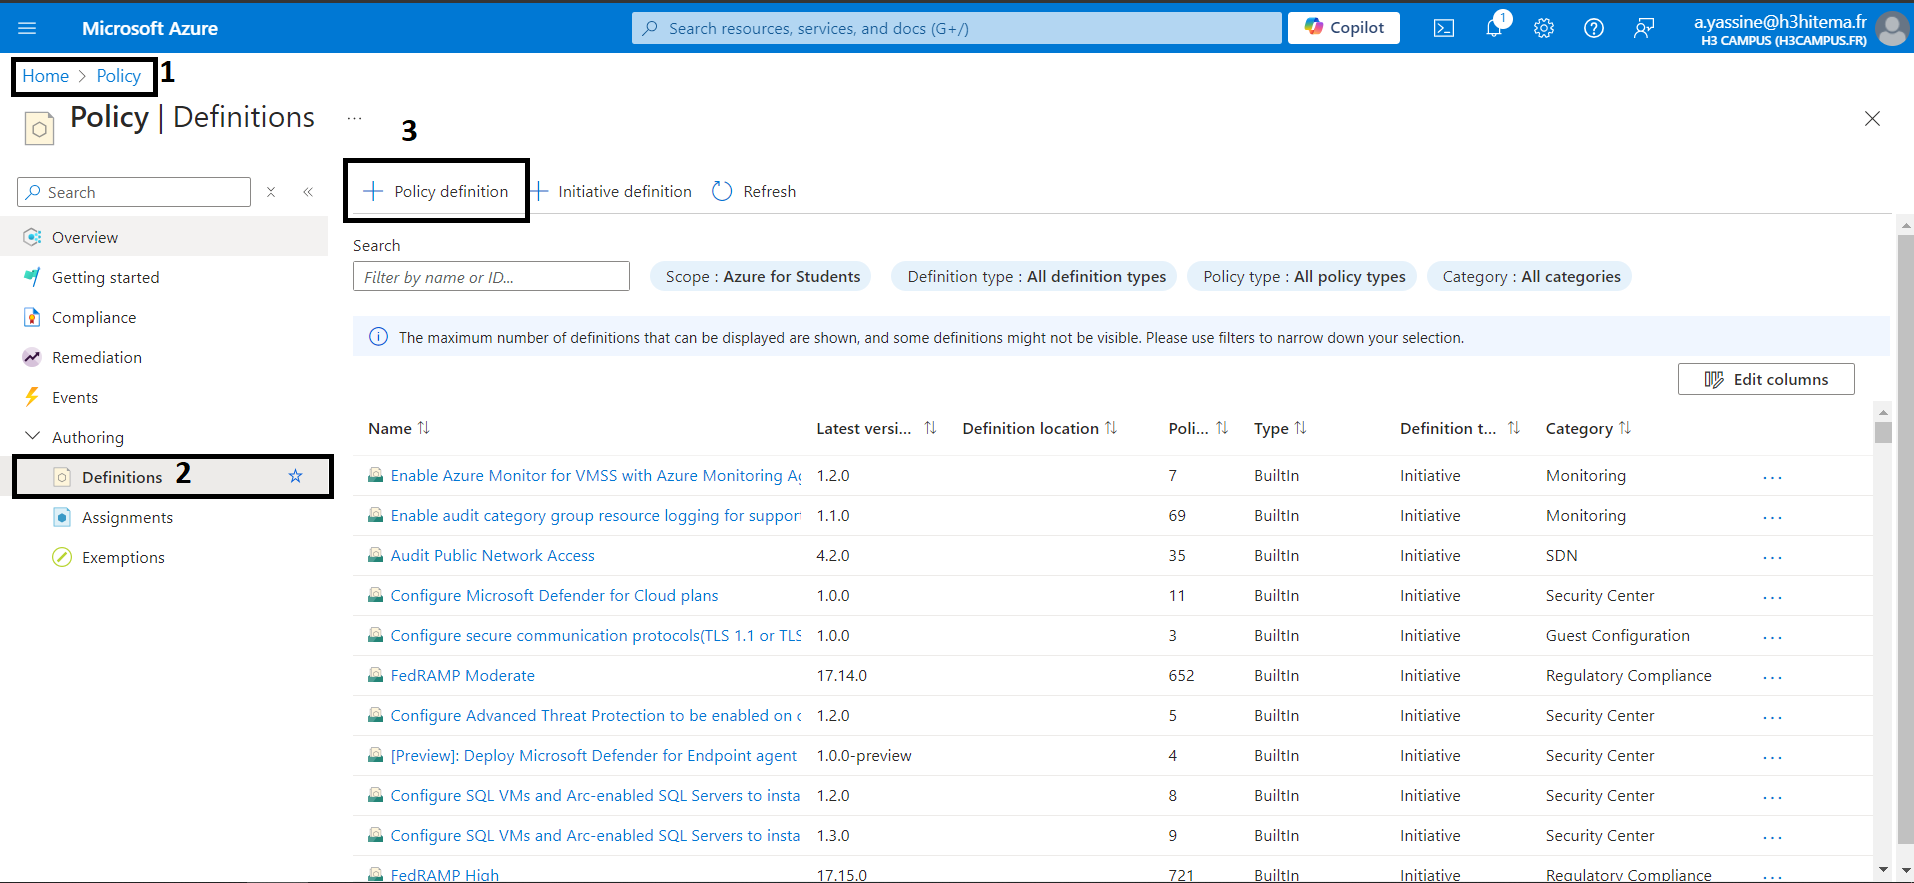 Microsoft Azure
Search resources, services, and docs (G+/)
Copilot
1
a.yassine@h3hitema.fr
H3 CAMPUS (H3CAMPUS.FR)
Home > Policy 1
Policy | Definitions ...
3
Search
Policy definition
Initiative definition
Refresh
Overview
Getting started
Compliance
Remediation
Events
Authoring
Definitions 2
Assignments
Exemptions
Search
Filter by name or ID...
Scope : Azure for Students
Definition type : All definition types
Policy type : All policy types
Category : All categories
The maximum number of definitions that can be displayed are shown, and some definitions might not be visible. Please use filters to narrow down your selection.
Edit columns
Name Latest versi... Definition location Poli... Type Definition t... Category
Enable Azure Monitor for VMSS with Azure Monitoring Ag 1.2.0 7 BuiltIn Initiative Monitoring ...
Enable audit category group resource logging for support 1.1.0 69 BuiltIn Initiative Monitoring ...
Audit Public Network Access 4.2.0 35 BuiltIn Initiative SDN ...
Configure Microsoft Defender for Cloud plans 1.0.0 11 BuiltIn Initiative Security Center ...
Configure secure communication protocols(TLS 1.1 or TLS 1.0.0 3 BuiltIn Initiative Guest Configuration ...
FedRAMP Moderate 17.14.0 652 BuiltIn Initiative Regulatory Compliance ...
Configure Advanced Threat Protection to be enabled on o 1.2.0 5 BuiltIn Initiative Security Center ...
[Preview]: Deploy Microsoft Defender for Endpoint agent 1.0.0-preview 4 BuiltIn Initiative Security Center ...
Configure SQL VMs and Arc-enabled SQL Servers to insta 1.2.0 8 BuiltIn Initiative Security Center ...
Configure SQL VMs and Arc-enabled SQL Servers to insta 1.3.0 9 BuiltIn Initiative Security Center ...
FedRAMP High 17.15.0 721 BuiltIn Initiative Regulatory Compliance ...